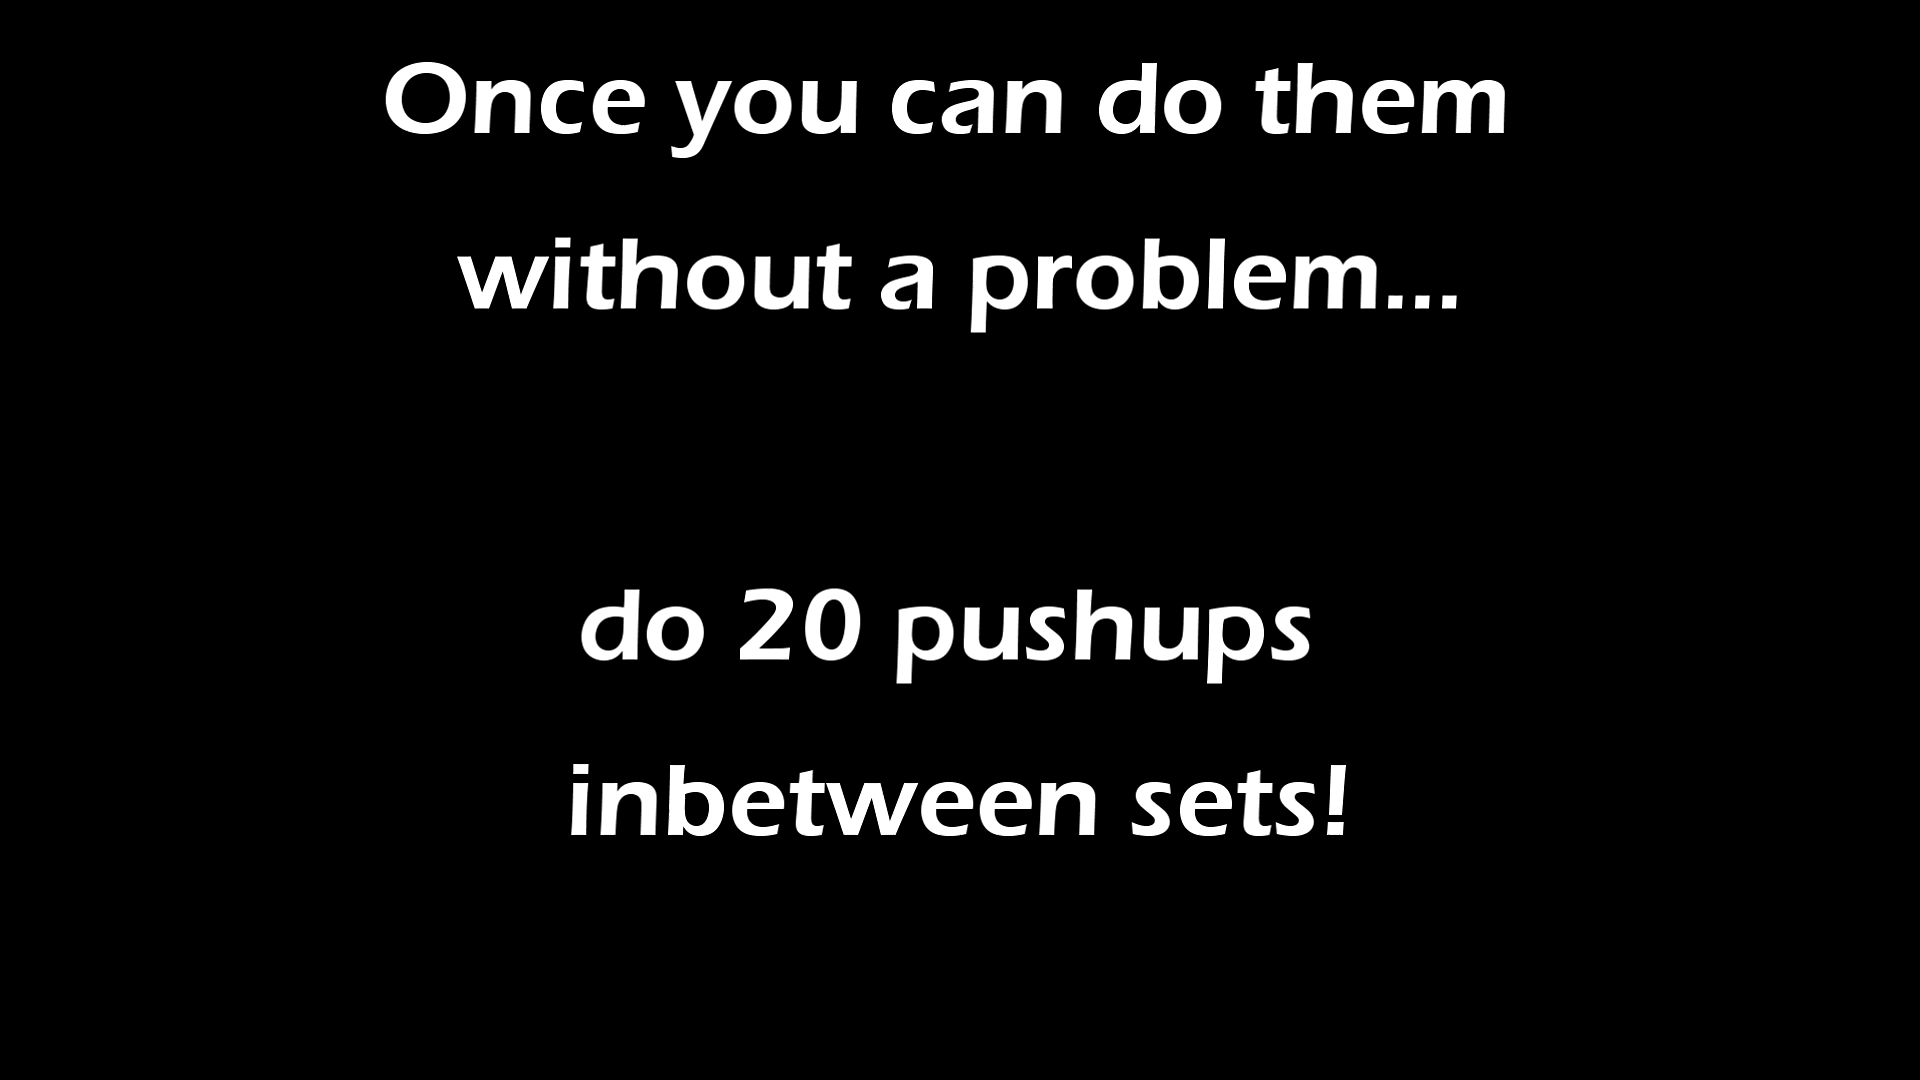 Once you can do them
without a problem...
do 20 pushups
inbetween sets!